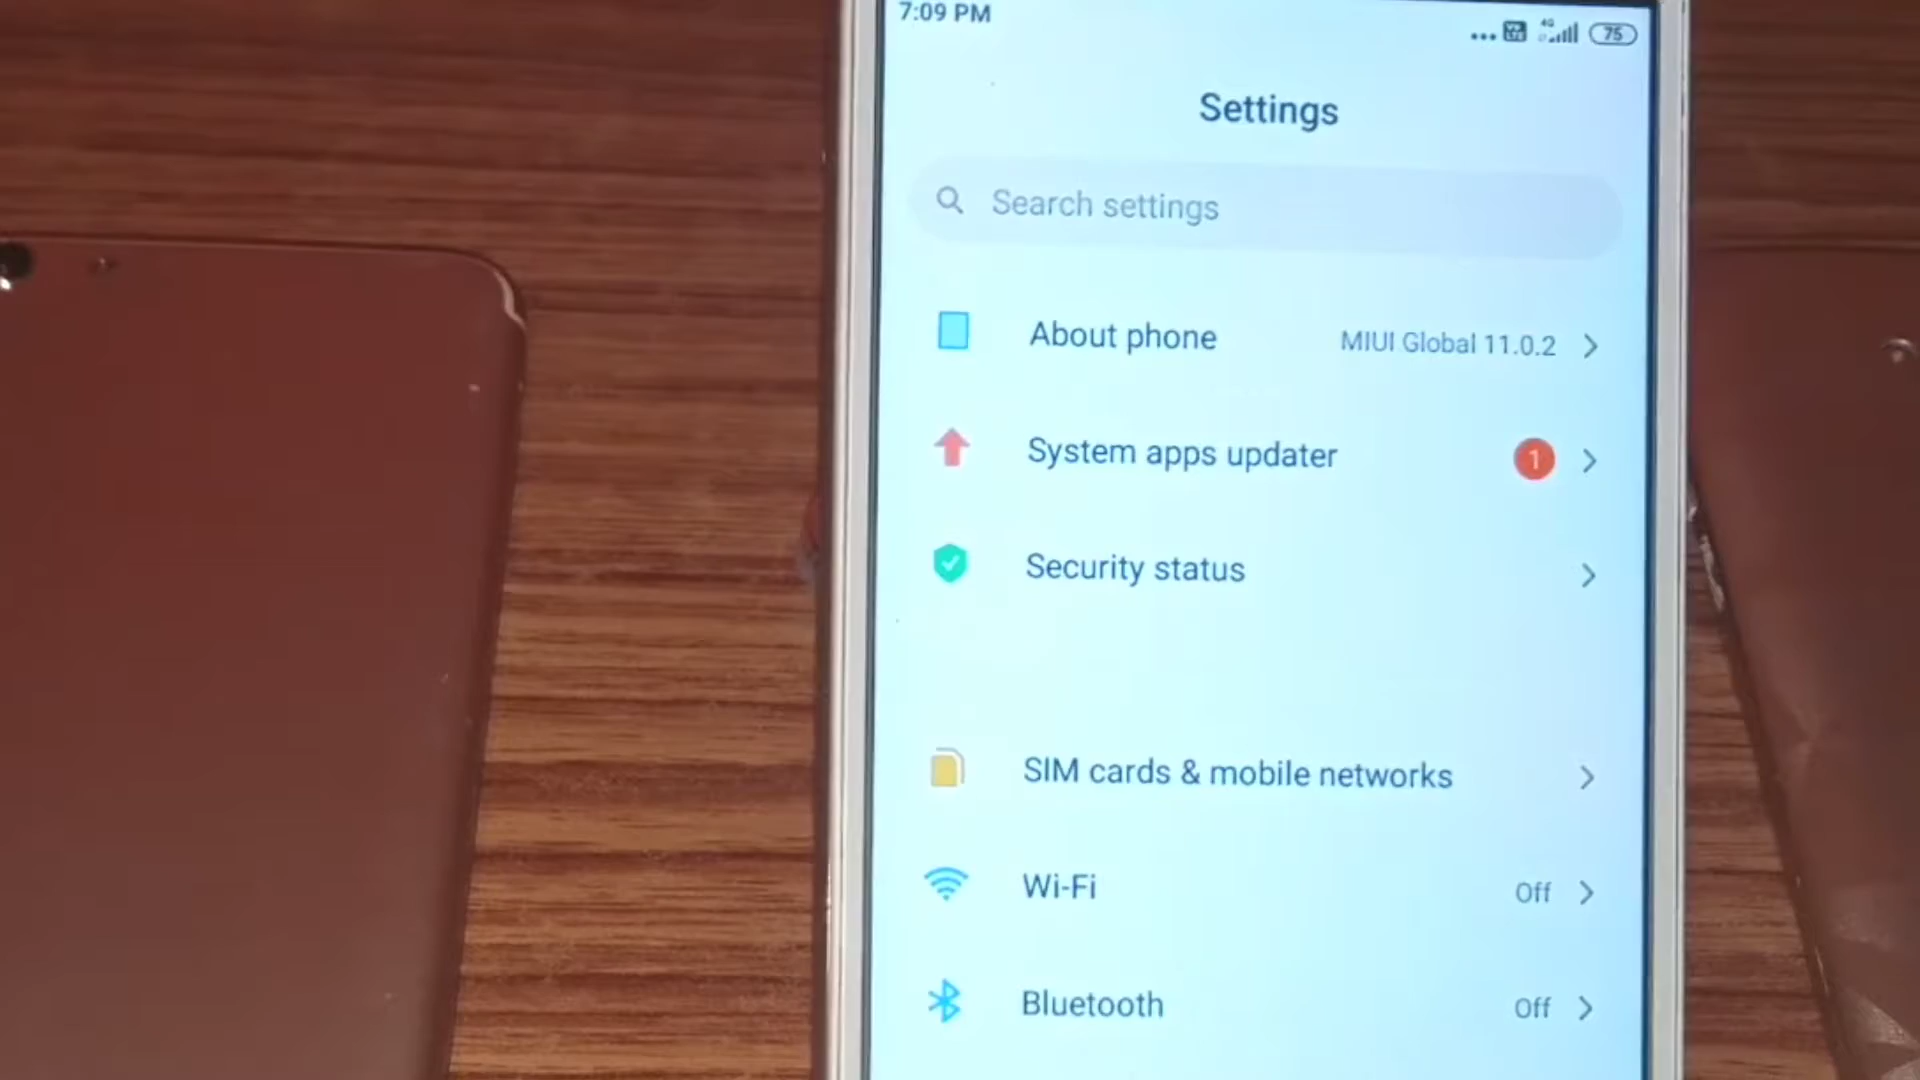 7:09 PM
4G
75
Settings
Search settings
About phone
MIUI Global 11.0.2
System apps updater
1
Security status
SIM cards & mobile networks
Wi-Fi
Off
Bluetooth
Off